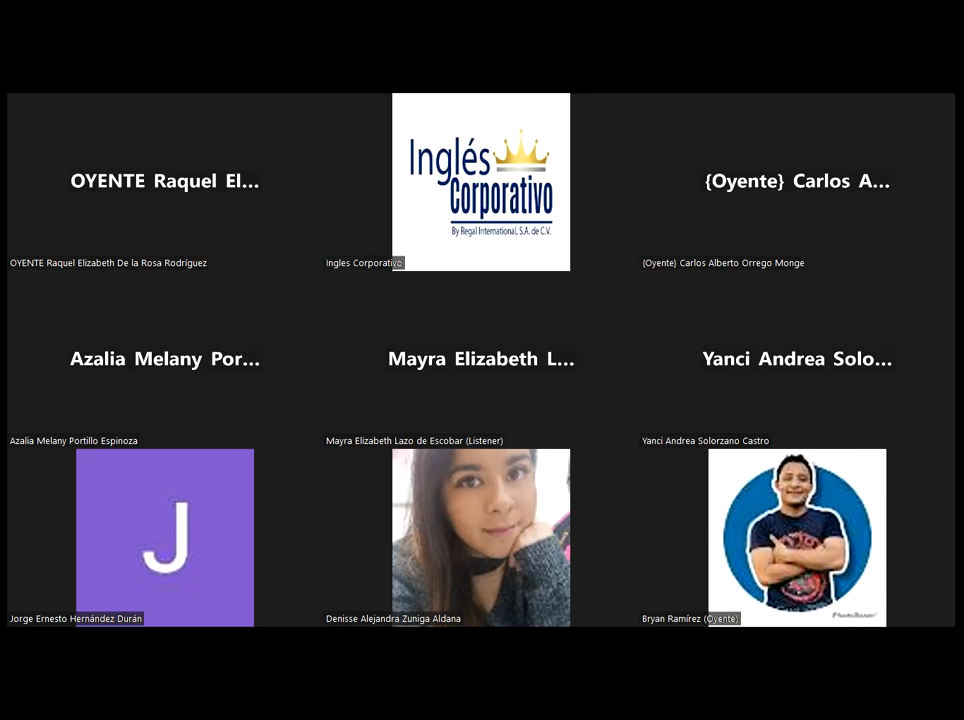 OYENTE Raquel El...
OYENTE Raquel Elizabeth De la Rosa Rodríguez
Inglés
Corporativo
By Regal International, S.A. de C.V.
Ingles Corporativo
{Oyente} Carlos A...
{Oyente} Carlos Alberto Orrego Monge
Azalia Melany Por...
Azalia Melany Portillo Espinoza
Mayra Elizabeth L...
Mayra Elizabeth Lazo de Escobar (Listener)
Yanci Andrea Solo...
Yanci Andrea Solorzano Castro
J
Jorge Ernesto Hernández Durán
Denisse Alejandra Zuniga Aldana
Bryan Ramírez (Oyente)